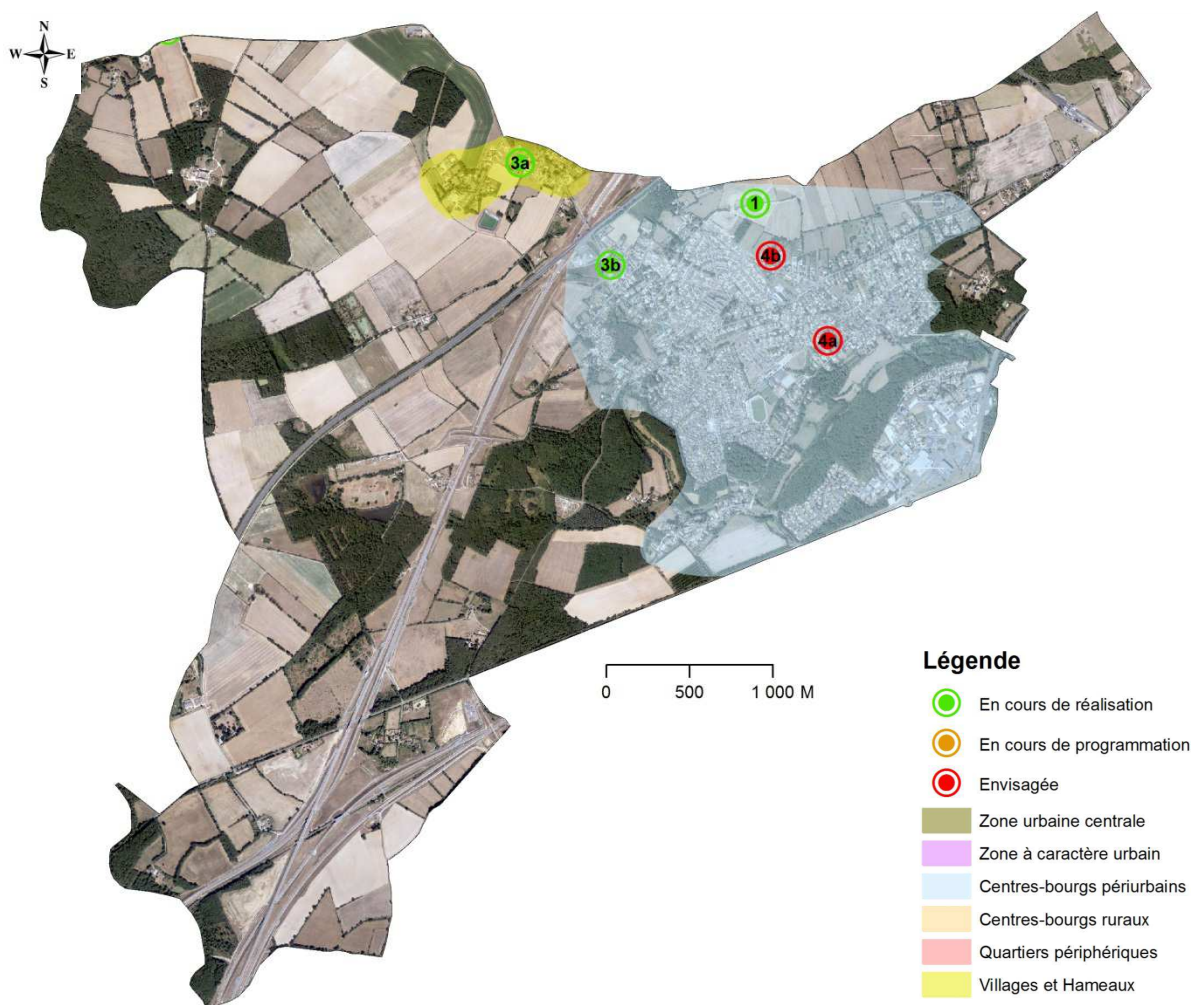 N
W E
S
3a
1
3b
4b
4a
0 500 1 000 M
Légende
En cours de réalisation
En cours de programmation
Envisagée
Zone urbaine centrale
Zone à caractère urbain
Centres-bourgs périurbains
Centres-bourgs ruraux
Quartiers périphériques
Villages et Hameaux